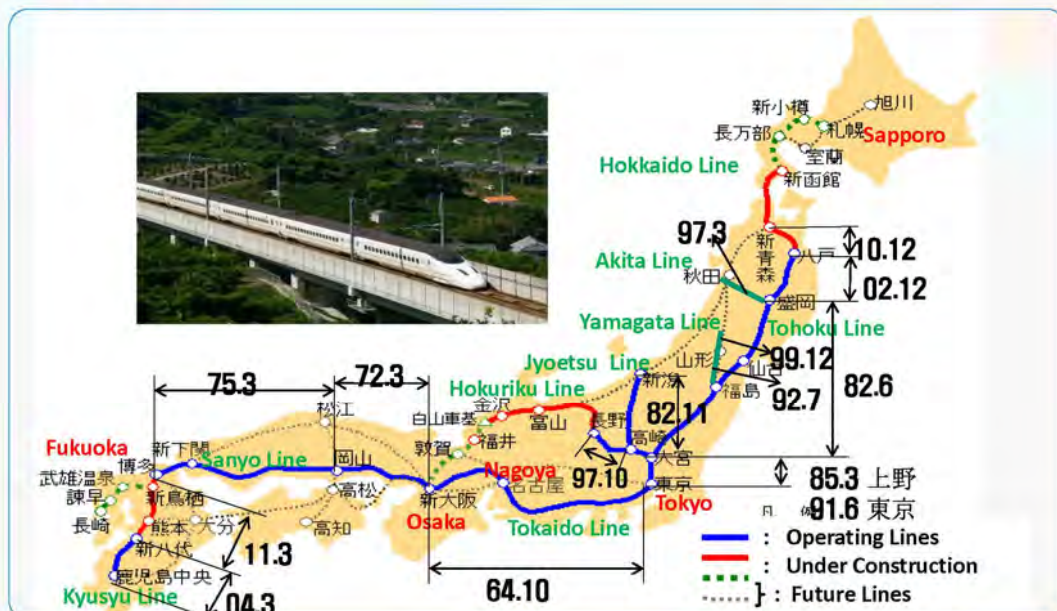 旭川
新小樽
札幌
Sapporo
長万部
室蘭
Hokkaido Line
新函館
97.3
新青森
八戸
10.12
Akita Line
秋田
02.12
盛岡
Yamagata Line
Tohoku Line
山形
99.12
仙台
Jyoetsu Line
新潟
福島
92.7
82.6
75.3
72.3
Hokuriku Line
82.11
金沢
富山
長野
白山車基
松江
高崎
大宮
福井
敦賀
97.10
Fukuoka
新下関
博多
Sanyo Line
岡山
Nagoya
名古屋
東京
Tokyo
85.3 上野
91.6 東京
武雄温泉
新鳥栖
諫早
長崎
高松
新大阪
Osaka
Tokaido Line
熊本
大分
高知
新八代
11.3
鹿児島中央
64.10
Kyusyu Line
04.3
凡
: Operating Lines
: Under Construction
} : Future Lines